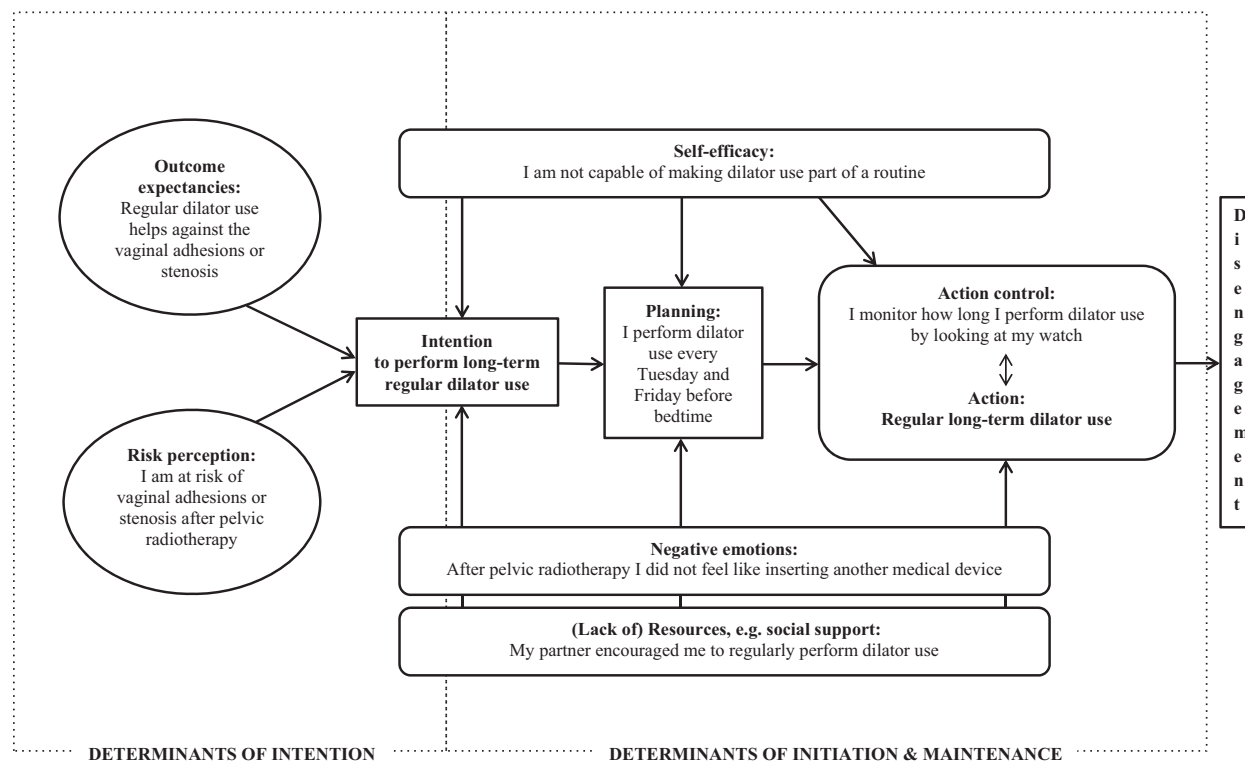 Outcome
expectancies:
Regular dilator use
helps against the
vaginal adhesions or
stenosis
Risk perception:
I am at risk of
vaginal adhesions or
stenosis after pelvic
radiotherapy
Self-efficacy:
I am not capable of making dilator use part of a routine
Intention
to perform long-term
regular dilator use
Planning:
I perform dilator
use every
Tuesday and
Friday before
bedtime
Action control:
I monitor how long I perform dilator use
by looking at my watch
Action:
Regular long-term dilator use
Negative emotions:
After pelvic radiotherapy I did not feel like inserting another medical device
(Lack of) Resources, e.g. social support:
My partner encouraged me to regularly perform dilator use
D
i
s
e
n
g
a
g
e
m
e
n
t
DETERMINANTS OF INTENTION
DETERMINANTS OF INITIATION & MAINTENANCE